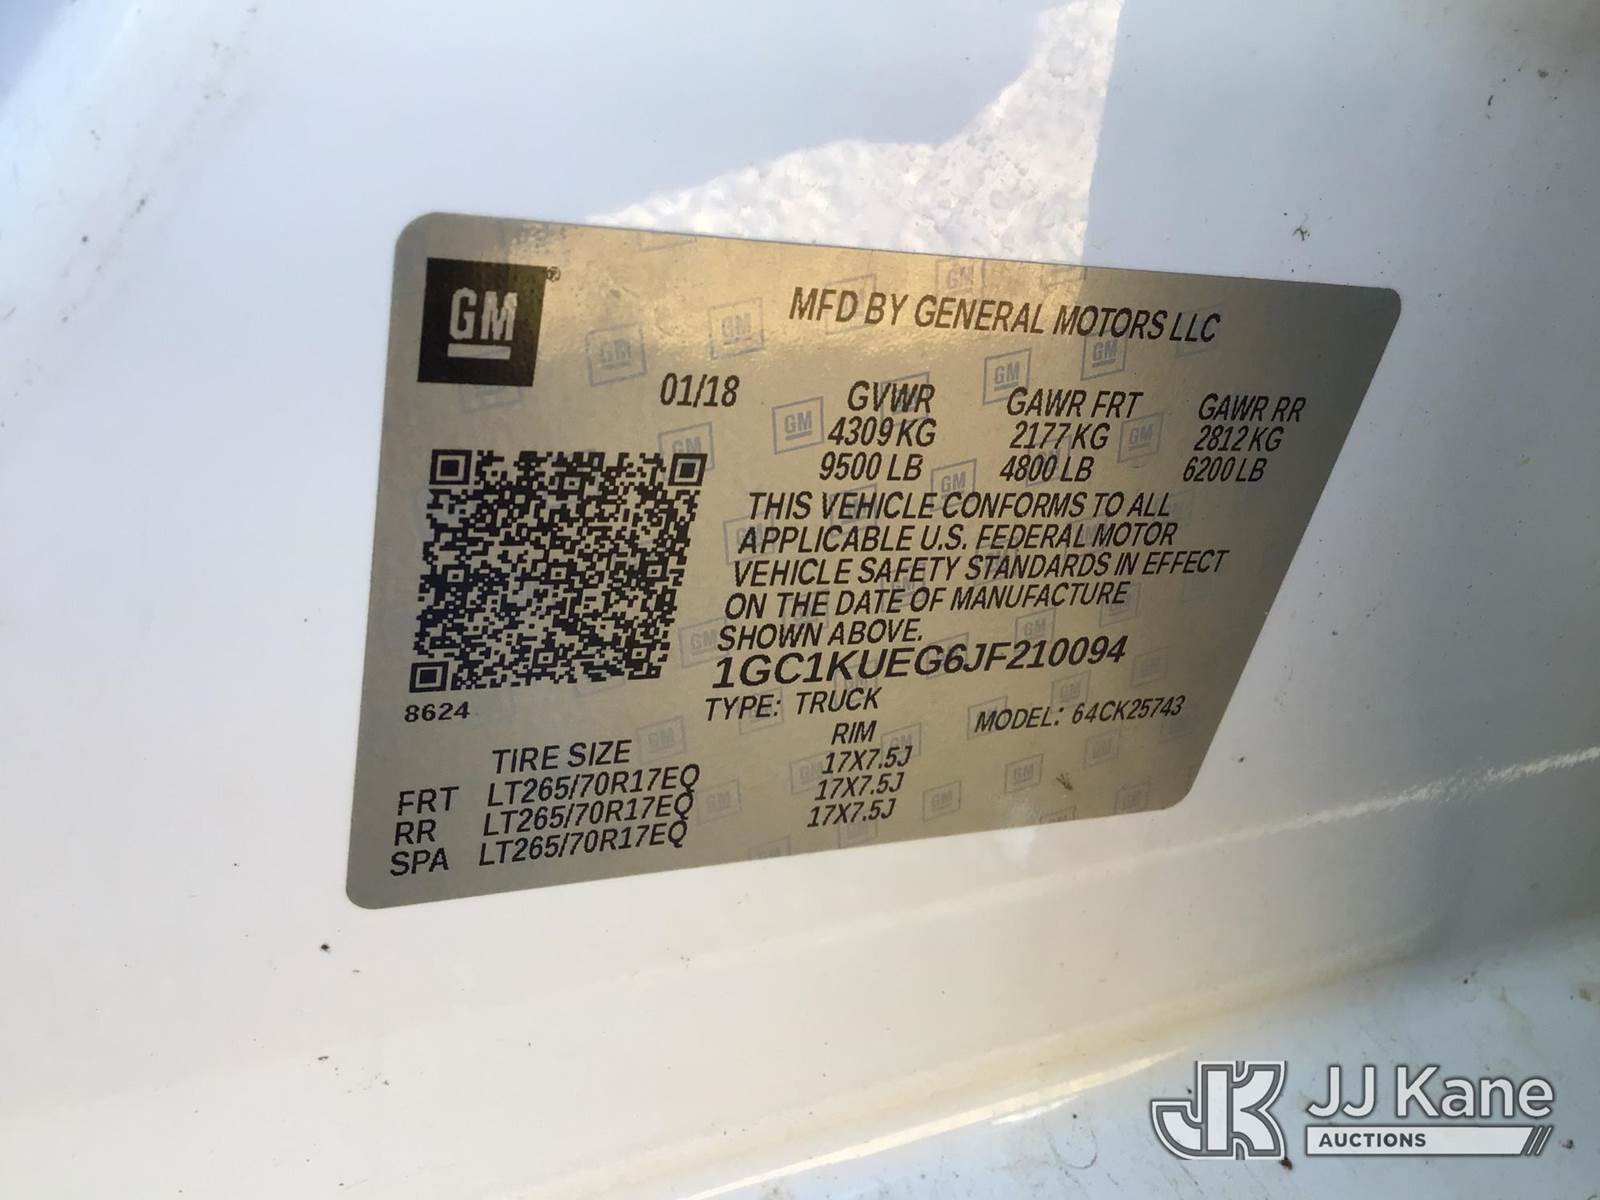 GM ®
MFD BY GENERAL MOTORS LLC
01/18 GVWR GAWR FRT GAWR RR
4309 KG 2177 KG 2812 KG
9500 LB 4800 LB 6200 LB
THIS VEHICLE CONFORMS TO ALL
APPLICABLE U.S. FEDERAL MOTOR
VEHICLE SAFETY STANDARDS IN EFFECT
ON THE DATE OF MANUFACTURE
SHOWN ABOVE.
1GC1KUEG6JF210094
TYPE: TRUCK MODEL: 64CK25743
8624
TIRE SIZE RIM
FRT LT265/70R17EQ 17X7.5J
RR LT265/70R17EQ 17X7.5J
SPA LT265/70R17EQ 17X7.5J
JK JJ Kane
AUCTIONS